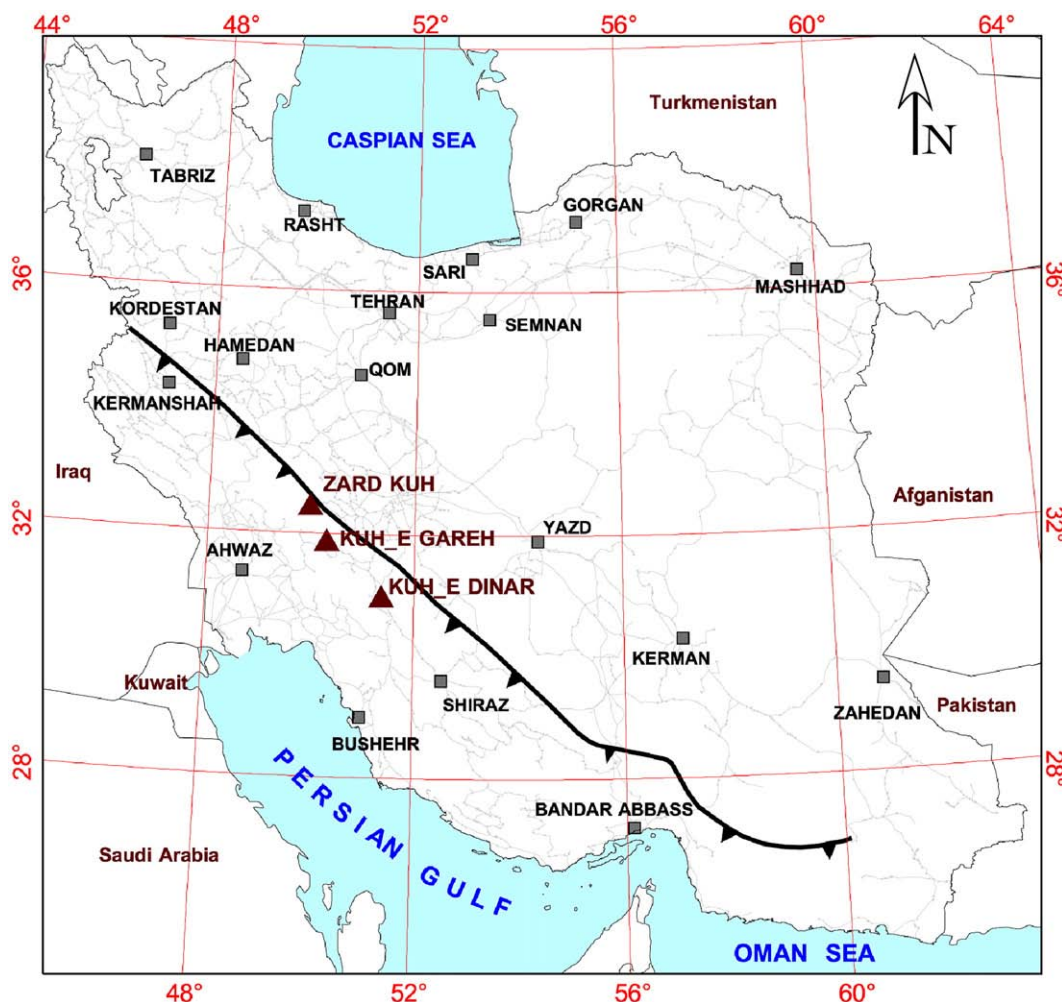 44° 48° 52° 56° 60° 64°
Turkmenistan
CASPIAN SEA
N
TABRIZ
RASHT
GORGAN
SARI
MASHHAD
36° 36°
KORDESTAN
TEHRAN
SEMNAN
HAMEDAN
QOM
KERMANSHAH
Iraq
ZARD KUH
Afganistan
32° 32°
YAZD
KUH_E GAREH
AHWAZ
KUH_E DINAR
KERMAN
Kuwait
SHIRAZ
ZAHEDAN
Pakistan
BUSHEHR
28° 28°
PERSIAN GULF
BANDAR ABBASS
Saudi Arabia
OMAN SEA
48° 52° 56° 60°